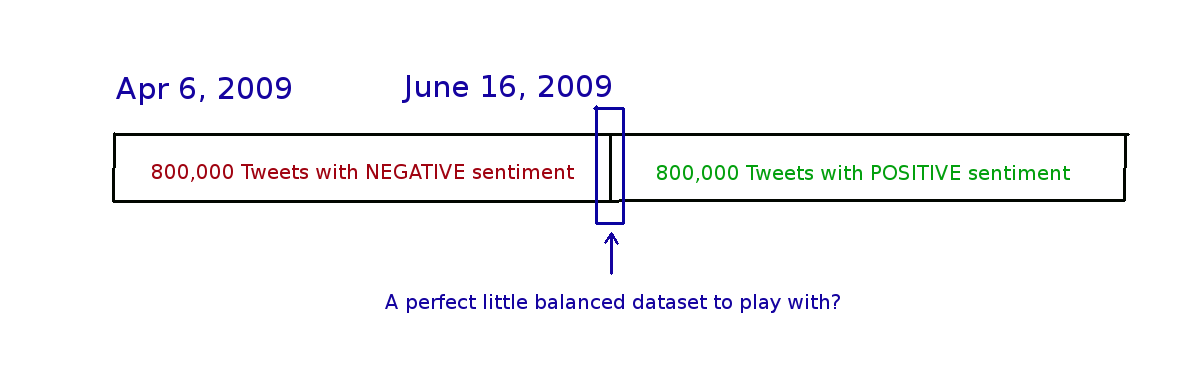 Apr 6, 2009
June 16, 2009
800,000 Tweets with NEGATIVE sentiment
800,000 Tweets with POSITIVE sentiment
A perfect little balanced dataset to play with?